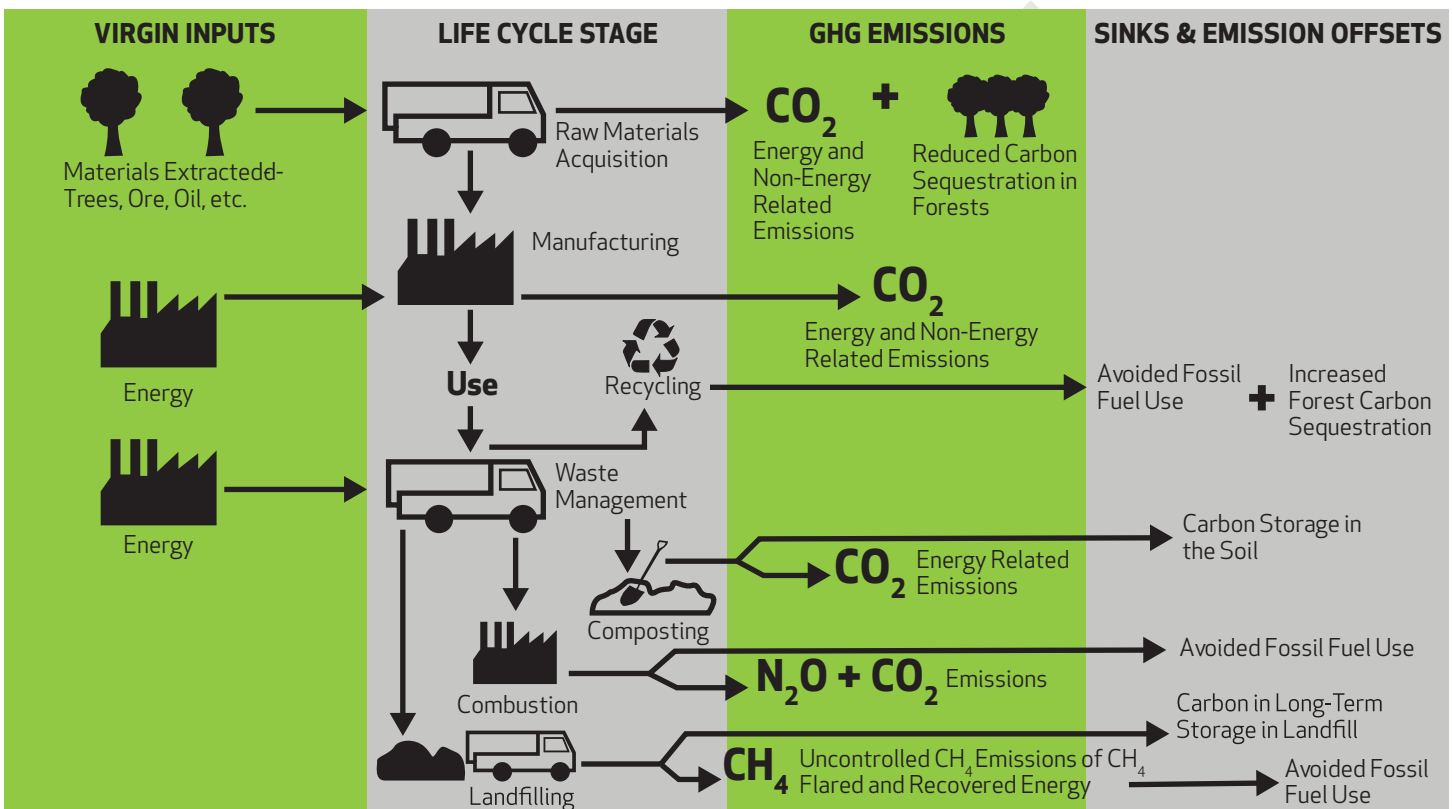 VIRGIN INPUTS
LIFE CYCLE STAGE
GHG EMISSIONS
SINKS & EMISSION OFFSETS
Materials Extractedd-
Trees, Ore, Oil, etc.
Raw Materials
Acquisition
CO₂
Energy and
Non-Energy
Related
Emissions
+
Reduced Carbon
Sequestration in
Forests
Manufacturing
Energy
CO₂
Energy and Non-Energy
Related Emissions
Use
Recycling
Avoided Fossil
Fuel Use
+
Increased
Forest Carbon
Sequestration
Energy
Waste
Management
Composting
CO₂ Energy Related
Emissions
Carbon Storage in
the Soil
Combustion
N₂O + CO₂ Emissions
Avoided Fossil Fuel Use
Landfilling
CH₄ Uncontrolled CH₄ Emissions of CH₄
Flared and Recovered Energy
Carbon in Long-Term
Storage in Landfill
Avoided Fossil
Fuel Use